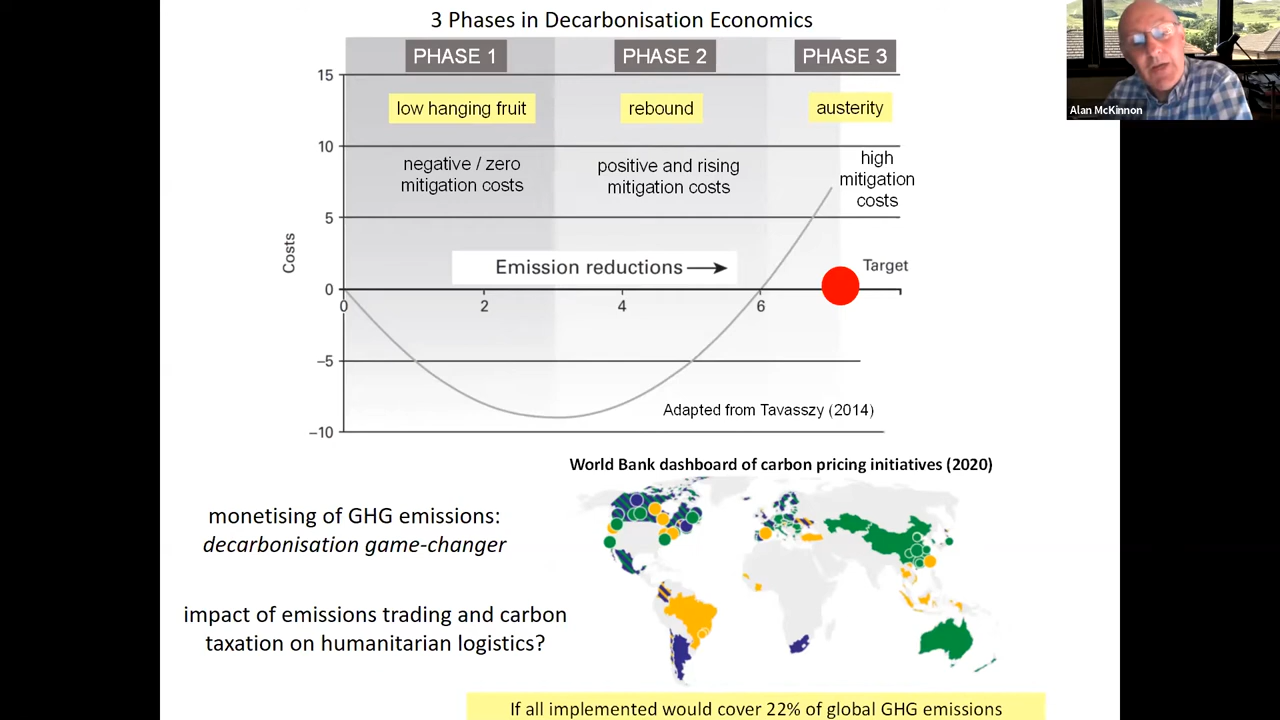 3 Phases in Decarbonisation Economics
PHASE 1
PHASE 2
PHASE 3
Alan McKinnon
15
low hanging fruit
rebound
austerity
10
negative / zero
mitigation costs
positive and rising
mitigation costs
high
mitigation
costs
5
Costs
Emission reductions
Target
0
0
2
4
6
−5
Adapted from Tavasszy (2014)
−10
World Bank dashboard of carbon pricing initiatives (2020)
monetising of GHG emissions:
decarbonisation game-changer
impact of emissions trading and carbon
taxation on humanitarian logistics?
If all implemented would cover 22% of global GHG emissions